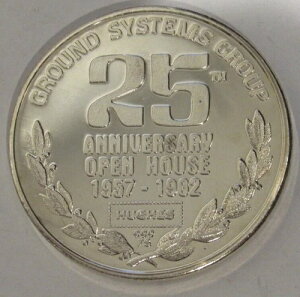 GROUND SYSTEMS GROUP
25TH
ANNIVERSARY
OPEN HOUSE
1957 - 1982
HUGHES